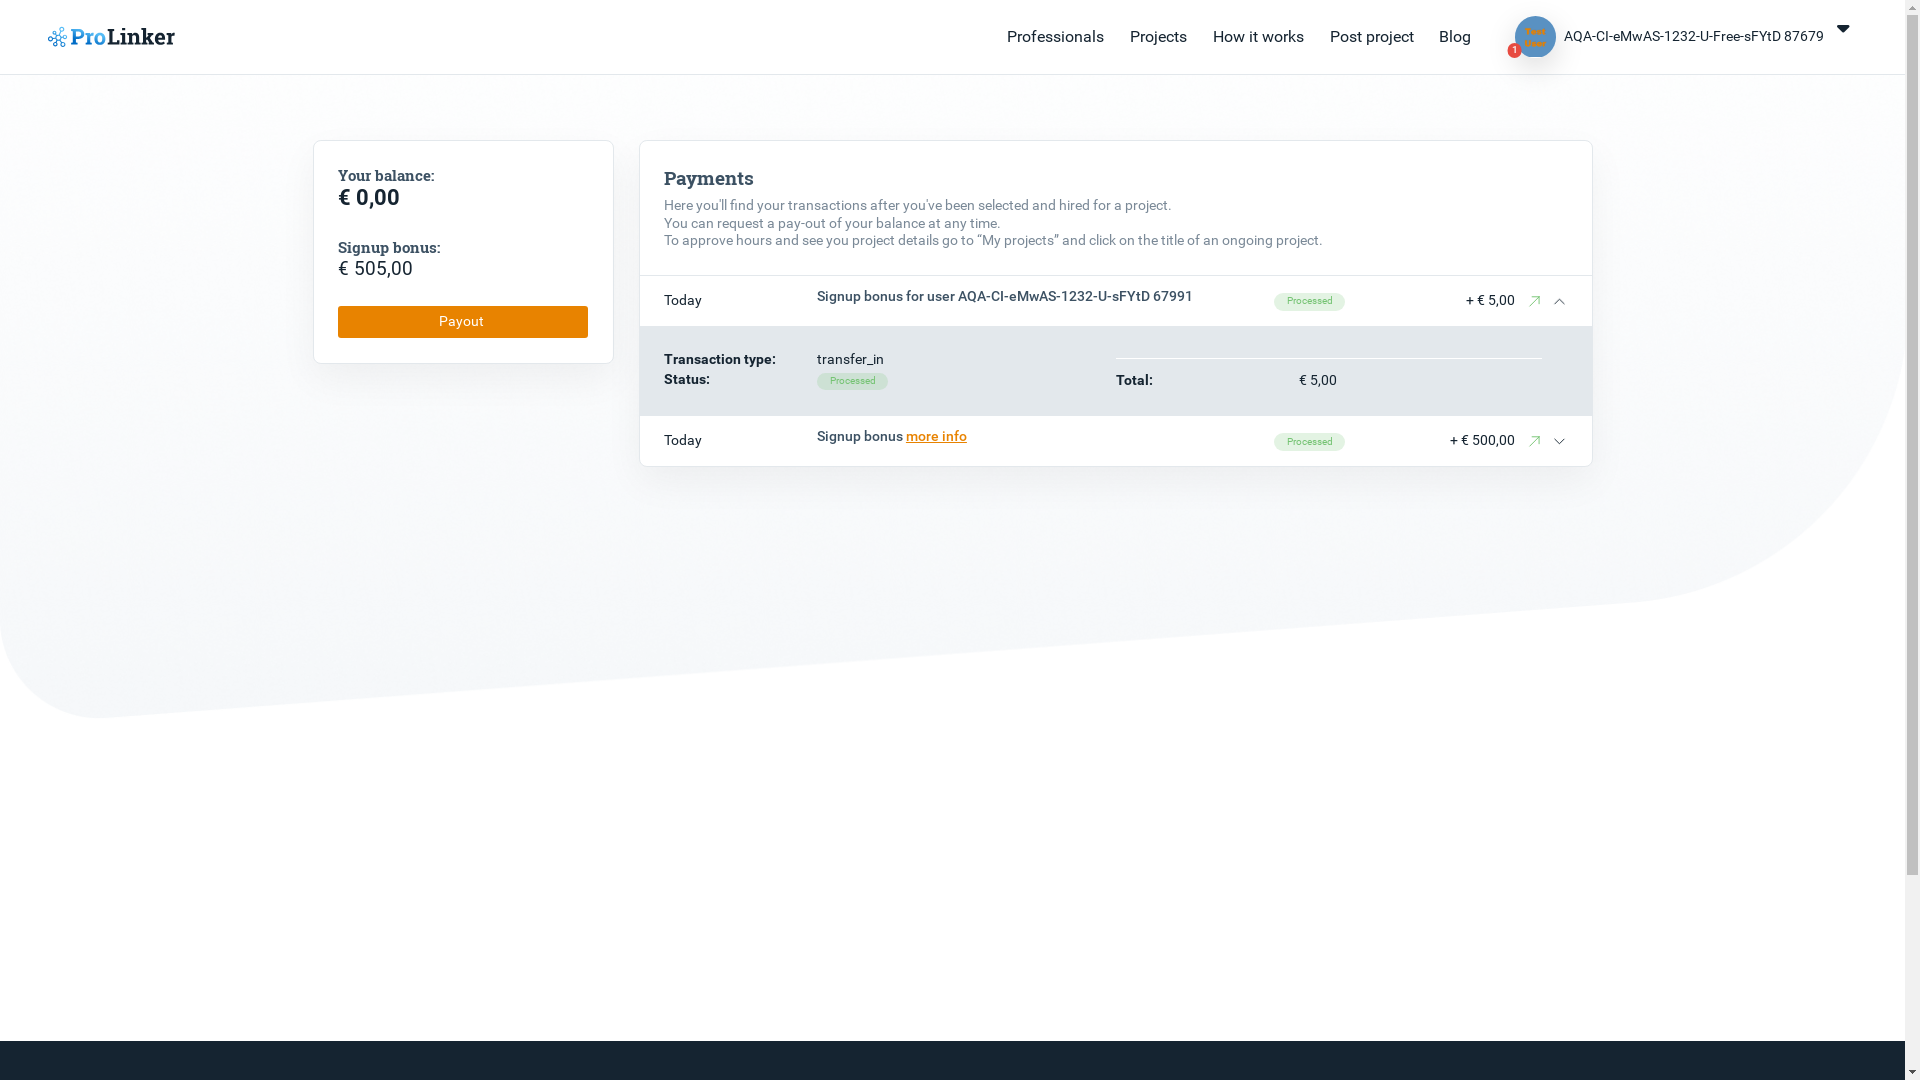 ProLinker
Professionals Projects How it works Post project Blog
Test
User
1
AQA-CI-eMwAS-1232-U-Free-sFYtD 87679
Your balance:
€ 0,00
Signup bonus:
€ 505,00
Payout
Payments
Here you'll find your transactions after you've been selected and hired for a project.
You can request a pay-out of your balance at any time.
To approve hours and see you project details go to “My projects” and click on the title of an ongoing project.
Today Signup bonus for user AQA-CI-eMwAS-1232-U-sFYtD 67991 Processed + € 5,00
Transaction type: transfer_in
Status: Processed
Total: € 5,00
Today Signup bonus more info Processed + € 500,00